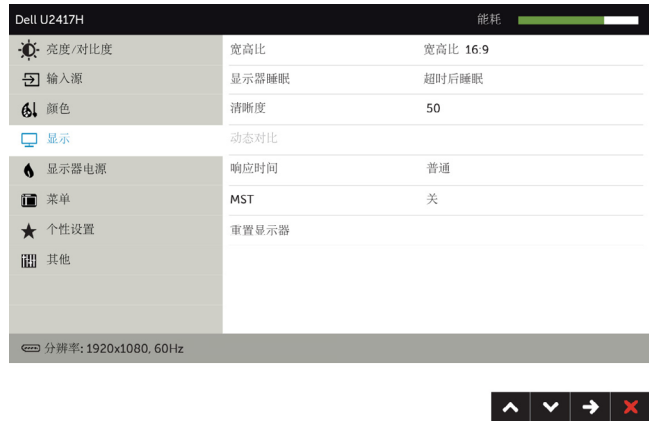 Dell U2417H 能耗
亮度/对比度 宽高比 宽高比 16:9
输入源 显示器睡眠 超时后睡眠
颜色 清晰度 50
显示 动态对比
显示器电源 响应时间 普通
菜单 MST 关
个性设置 重置显示器
其他
分辨率: 1920x1080, 60Hz